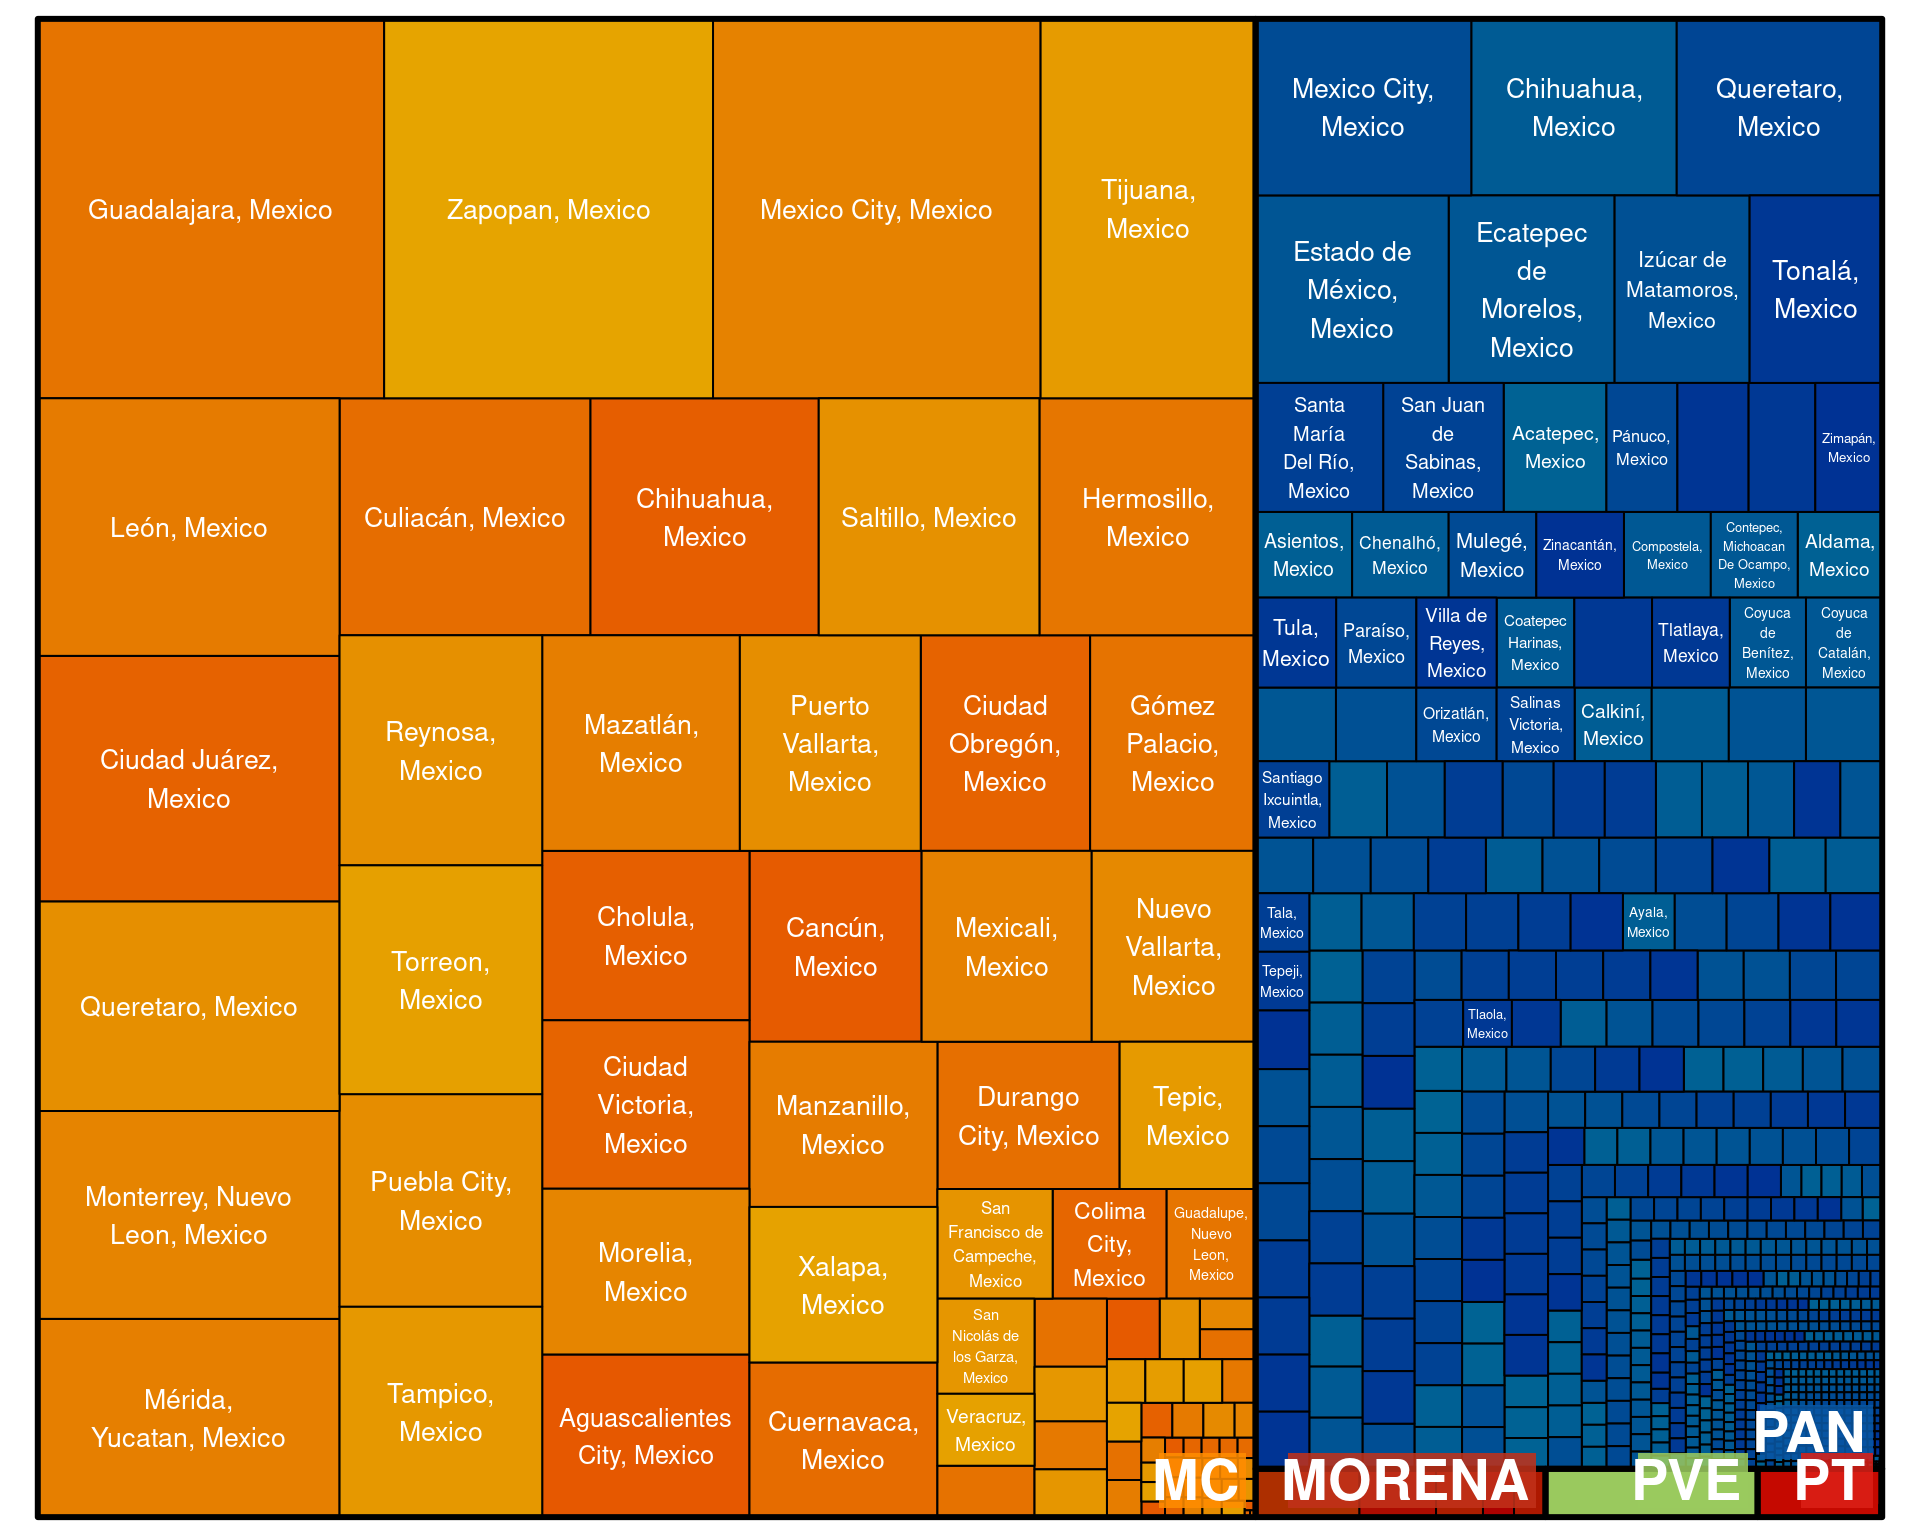 Guadalajara, Mexico
Zapopan, Mexico
Mexico City, Mexico
Tijuana,
Mexico
León, Mexico
Culiacán, Mexico
Chihuahua,
Mexico
Saltillo, Mexico
Hermosillo,
Mexico
Ciudad Juárez,
Mexico
Reynosa,
Mexico
Mazatlán,
Mexico
Puerto
Vallarta,
Mexico
Ciudad
Obregón,
Mexico
Gómez
Palacio,
Mexico
Queretaro, Mexico
Torreon,
Mexico
Cholula,
Mexico
Cancún,
Mexico
Mexicali,
Mexico
Nuevo
Vallarta,
Mexico
Monterrey, Nuevo
Leon, Mexico
Puebla City,
Mexico
Ciudad
Victoria,
Mexico
Manzanillo,
Mexico
Durango
City, Mexico
Tepic,
Mexico
Morelia,
Mexico
Xalapa,
Mexico
San
Francisco de
Campeche,
Mexico
Colima
City,
Mexico
Guadalupe,
Nuevo
Leon,
Mexico
Mérida,
Yucatan, Mexico
Tampico,
Mexico
Aguascalientes
City, Mexico
Cuernavaca,
Mexico
San
Nicolás de
los Garza,
Mexico
Veracruz,
Mexico
MC
Mexico City,
Mexico
Chihuahua,
Mexico
Queretaro,
Mexico
Estado de
México,
Mexico
Ecatepec
de
Morelos,
Mexico
Izúcar de
Matamoros,
Mexico
Tonalá,
Mexico
Santa
María
Del Río,
Mexico
San Juan
de
Sabinas,
Mexico
Acatepec,
Mexico
Pánuco,
Mexico
Zimapán,
Mexico
Asientos,
Mexico
Chenalhó,
Mexico
Mulegé,
Mexico
Zinacantán,
Mexico
Compostela,
Mexico
Contepec,
Michoacan
De Ocampo,
Mexico
Aldama,
Mexico
Tula,
Mexico
Paraíso,
Mexico
Villa de
Reyes,
Mexico
Coatepec
Harinas,
Mexico
Tlatlaya,
Mexico
Coyuca
de
Benítez,
Mexico
Coyuca
de
Catalán,
Mexico
Orizatlán,
Mexico
Salinas
Victoria,
Mexico
Calkiní,
Mexico
Santiago
Ixcuintla,
Mexico
Tala,
Mexico
Ayala,
Mexico
Tepeji,
Mexico
Tlaola,
Mexico
PAN
MORENA
PVE
PT